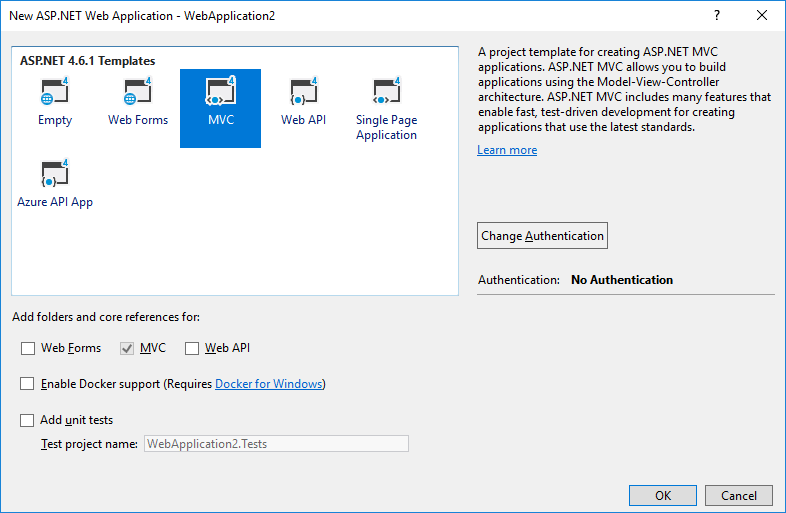 New ASP.NET Web Application - WebApplication2
ASP.NET 4.6.1 Templates
Empty
Web Forms
MVC
Web API
Single Page
Application
Azure API App
A project template for creating ASP.NET MVC
applications. ASP.NET MVC allows you to build
applications using the Model-View-Controller
architecture. ASP.NET MVC includes many features that
enable fast, test-driven development for creating
applications that use the latest standards.
Learn more
Change Authentication
Authentication: No Authentication
Add folders and core references for:
Web Forms MVC Web API
Enable Docker support (Requires Docker for Windows)
Add unit tests
Test project name: WebApplication2.Tests
OK Cancel